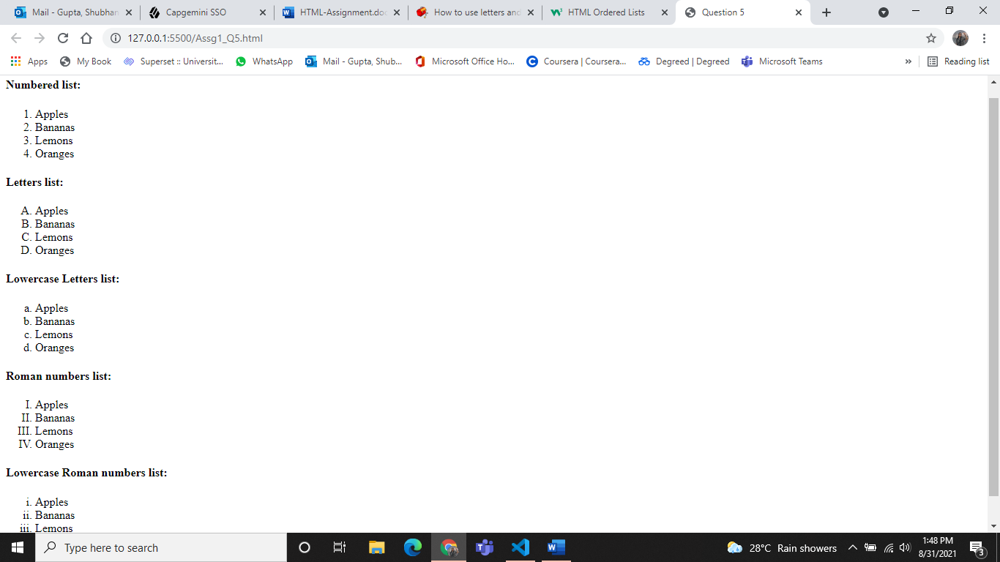 Mail - Gupta, Shubhan
Capgemini SSO
HTML-Assignment.doc
How to use letters and
HTML Ordered Lists
Question 5
127.0.0.1:5500/Assg1_Q5.html
Apps
My Book
Superset :: Universit...
WhatsApp
Mail - Gupta, Shub...
Microsoft Office Ho...
Coursera | Coursera...
Degreed | Degreed
Microsoft Teams
»
Reading list
Numbered list:
1. Apples
2. Bananas
3. Lemons
4. Oranges
Letters list:
A. Apples
B. Bananas
C. Lemons
D. Oranges
Lowercase Letters list:
a. Apples
b. Bananas
c. Lemons
d. Oranges
Roman numbers list:
I. Apples
II. Bananas
III. Lemons
IV. Oranges
Lowercase Roman numbers list:
i. Apples
ii. Bananas
iii. Lemons
Type here to search
28°C Rain showers
1:48 PM
8/31/2021
3